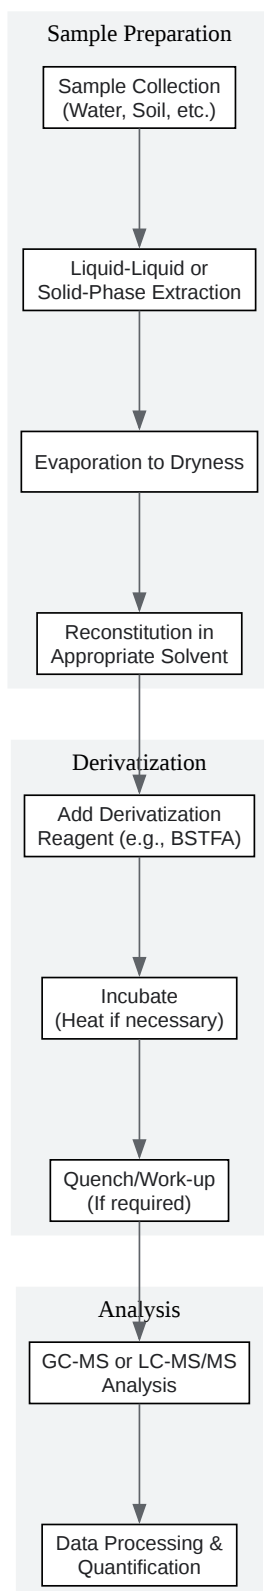 Sample Preparation
Sample Collection
(Water, Soil, etc.)
Liquid-Liquid or
Solid-Phase Extraction
Evaporation to Dryness
Reconstitution in
Appropriate Solvent
Derivatization
Add Derivatization
Reagent (e.g., BSTFA)
Incubate
(Heat if necessary)
Quench/Work-up
(If required)
Analysis
GC-MS or LC-MS/MS
Analysis
Data Processing &
Quantification